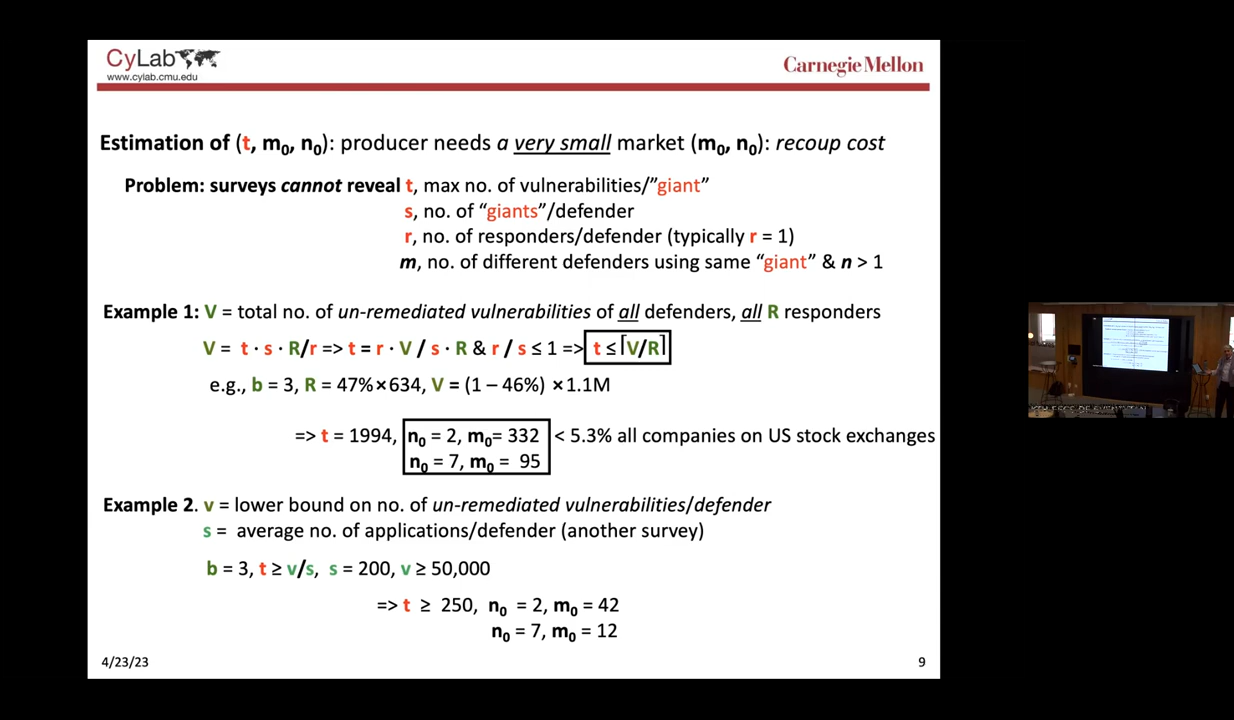 CyLab
www.cylab.cmu.edu
Carnegie Mellon
Estimation of (t, m₀, n₀): producer needs a very small market (m₀, n₀): recoup cost
Problem: surveys cannot reveal t, max no. of vulnerabilities/”giant”
s, no. of “giants”/defender
r, no. of responders/defender (typically r = 1)
m, no. of different defenders using same “giant” & n > 1
Example 1: V = total no. of un-remediated vulnerabilities of all defenders, all R responders
V = t · s · R/r => t = r · V / s · R & r / s ≤ 1 => t ≤ ⌈V/R⌉
e.g., b = 3, R = 47% × 634, V = (1 – 46%) × 1.1M
=> t = 1994, n₀ = 2, m₀= 332 < 5.3% all companies on US stock exchanges
n₀ = 7, m₀ = 95
Example 2. v = lower bound on no. of un-remediated vulnerabilities/defender
s = average no. of applications/defender (another survey)
b = 3, t ≥ v/s, s = 200, v ≥ 50,000
=> t ≥ 250, n₀ = 2, m₀ = 42
n₀ = 7, m₀ = 12
4/23/23
9